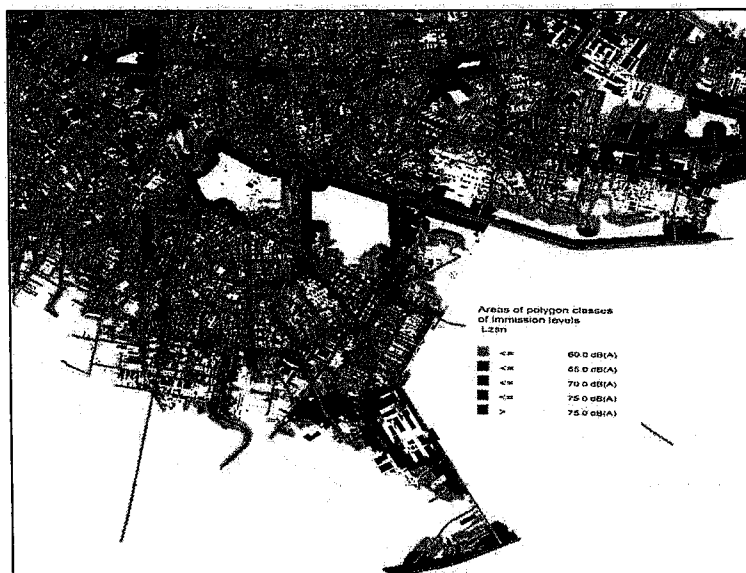 Areas of polygon classes
of immission levels
<= 60.0 dB(A)
<= 65.0 dB(A)
<= 70.0 dB(A)
<= 75.0 dB(A)
> 75.0 dB(A)